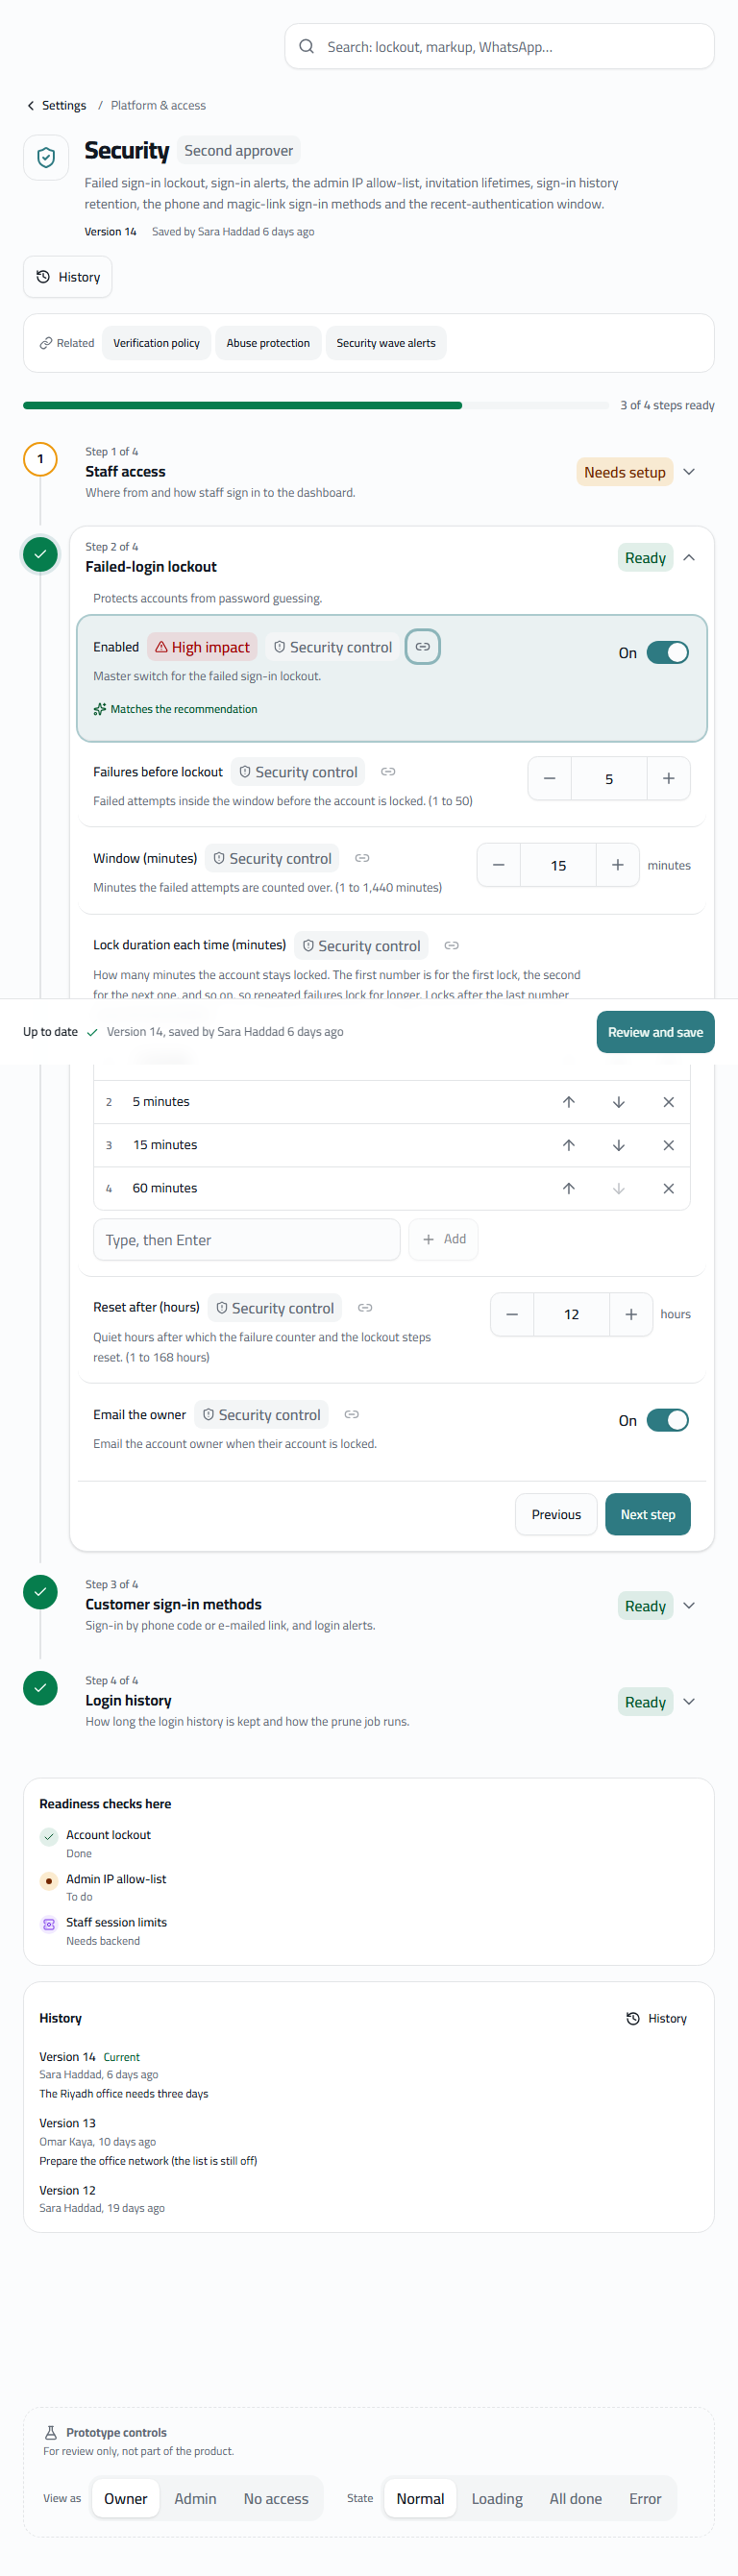 Search: lockout, markup, WhatsApp...
Settings / Platform & access
Security Second approver
Failed sign-in lockout, sign-in alerts, the admin IP allow-list, invitation lifetimes, sign-in history
retention, the phone and magic-link sign-in methods and the recent-authentication window.
Version 14 Saved by Sara Haddad 6 days ago
History
Related Verification policy Abuse protection Security wave alerts
3 of 4 steps ready
1
Step 1 of 4
Staff access
Needs setup
Where from and how staff sign in to the dashboard.
Step 2 of 4
Failed-login lockout
Ready
Protects accounts from password guessing.
Enabled High impact Security control
On
Master switch for the failed sign-in lockout.
Matches the recommendation
Failures before lockout Security control
5
Failed attempts inside the window before the account is locked. (1 to 50)
Window (minutes) Security control
15 minutes
Minutes the failed attempts are counted over. (1 to 1,440 minutes)
Lock duration each time (minutes) Security control
How many minutes the account stays locked. The first number is for the first lock, the second
for the next one, and so on, so repeated failures lock for longer. Locks after the last number
Up to date Version 14, saved by Sara Haddad 6 days ago
Review and save
2 5 minutes
3 15 minutes
4 60 minutes
Type, then Enter
Add
Reset after (hours) Security control
12 hours
Quiet hours after which the failure counter and the lockout steps
reset. (1 to 168 hours)
Email the owner Security control
On
Email the account owner when their account is locked.
Previous Next step
Step 3 of 4
Customer sign-in methods
Ready
Sign-in by phone code or e-mailed link, and login alerts.
Step 4 of 4
Login history
Ready
How long the login history is kept and how the prune job runs.
Readiness checks here
Account lockout
Done
Admin IP allow-list
To do
Staff session limits
Needs backend
History
History
Version 14 Current
Sara Haddad, 6 days ago
The Riyadh office needs three days
Version 13
Omar Kaya, 10 days ago
Prepare the office network (the list is still off)
Version 12
Sara Haddad, 19 days ago
Prototype controls
For review only, not part of the product.
View as Owner Admin No access State Normal Loading All done Error